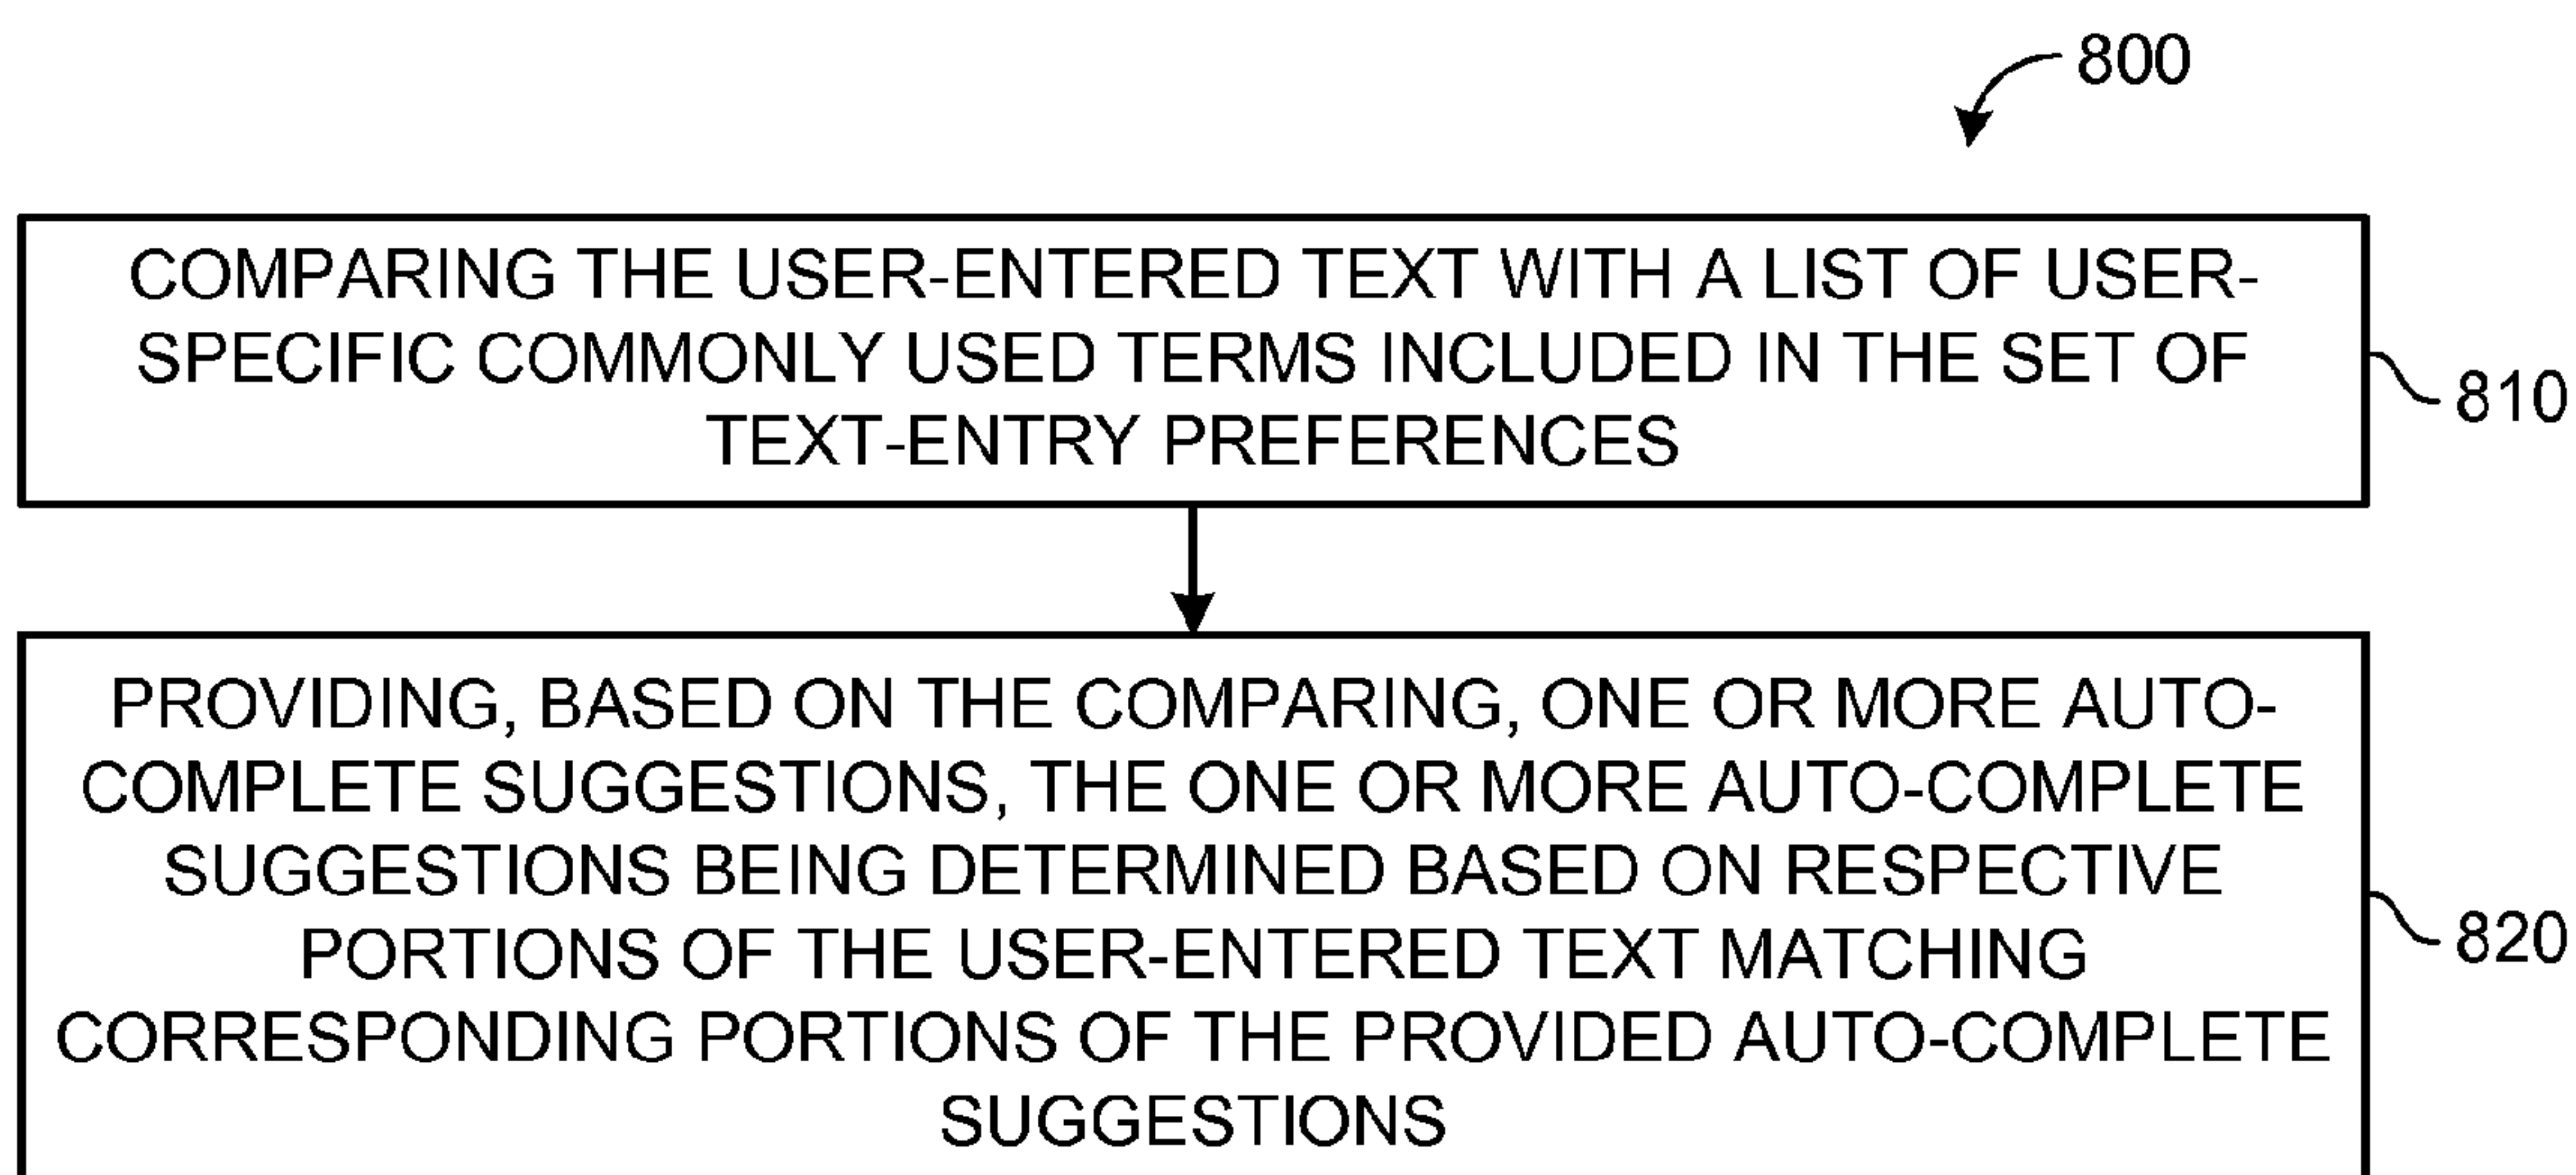 800
COMPARING THE USER-ENTERED TEXT WITH A LIST OF USER-
SPECIFIC COMMONLY USED TERMS INCLUDED IN THE SET OF
TEXT-ENTRY PREFERENCES
810
PROVIDING, BASED ON THE COMPARING, ONE OR MORE AUTO-
COMPLETE SUGGESTIONS, THE ONE OR MORE AUTO-COMPLETE
SUGGESTIONS BEING DETERMINED BASED ON RESPECTIVE
PORTIONS OF THE USER-ENTERED TEXT MATCHING
CORRESPONDING PORTIONS OF THE PROVIDED AUTO-COMPLETE
SUGGESTIONS
820